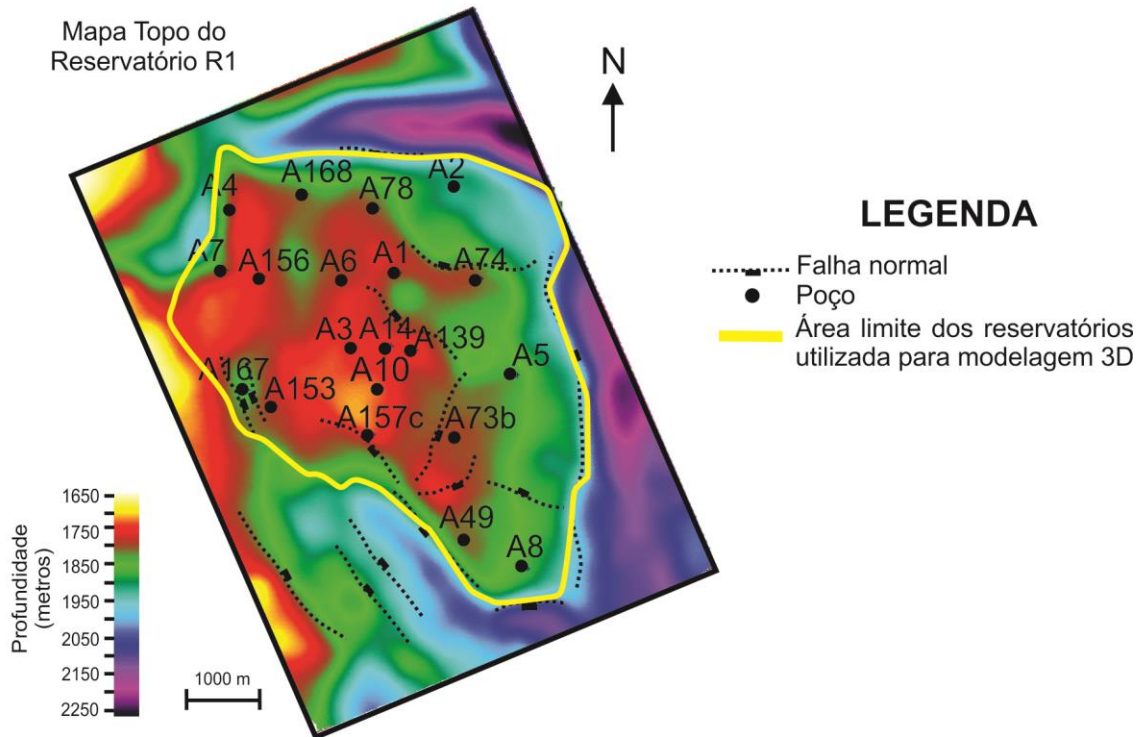 Mapa Topo do
Reservatório R1
N
A168
A2
A4
A78
A7
A156
A6
A1
A74
A3
A14
A139
A5
A167
A153
A10
A157c
A73b
A49
A8
LEGENDA
Falha normal
Poço
Área limite dos reservatórios
utilizada para modelagem 3D
Profundidade
(metros)
1650
1750
1850
1950
2050
2150
2250
1000 m